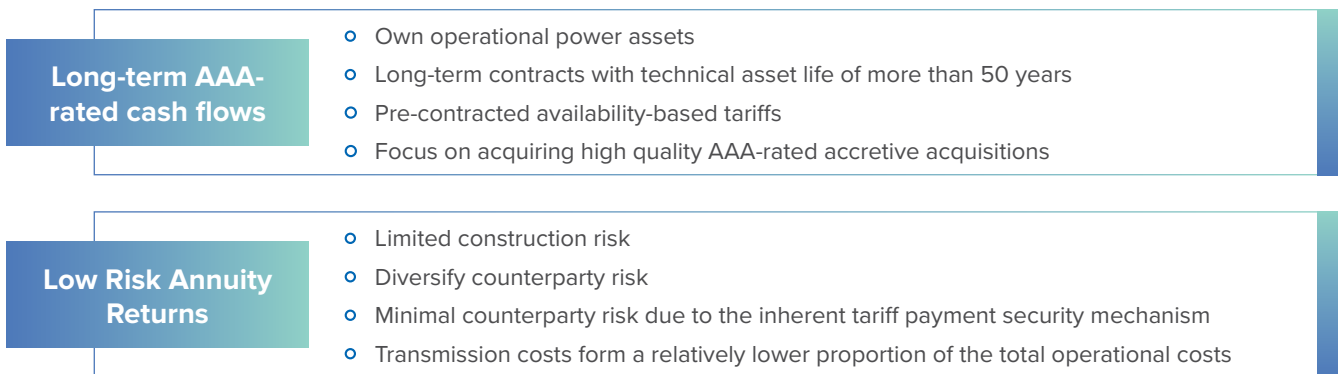 Long-term AAA-
rated cash flows
Own operational power assets
Long-term contracts with technical asset life of more than 50 years
Pre-contracted availability-based tariffs
Focus on acquiring high quality AAA-rated accretive acquisitions
Low Risk Annuity
Returns
Limited construction risk
Diversify counterparty risk
Minimal counterparty risk due to the inherent tariff payment security mechanism
Transmission costs form a relatively lower proportion of the total operational costs